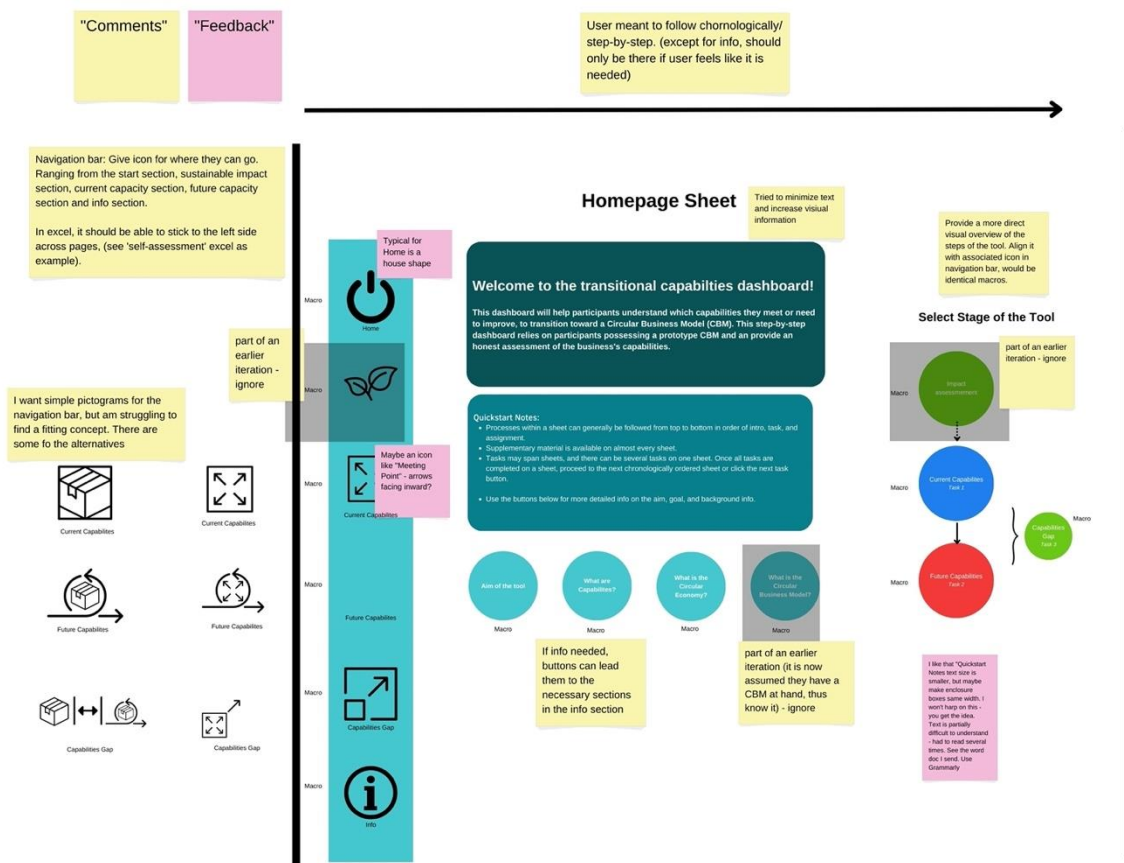 "Comments"
"Feedback"
User meant to follow chornologically/
step-by-step. (except for info, should
only be there if user feels like it is
needed)
Navigation bar: Give icon for where they can go.
Ranging from the start section, sustainable impact
section, current capacity section, future capacity
section and info section.
In excel, it should be able to stick to the left side
across pages, (see 'self-assessment' excel as
example).
part of an
earlier
iteration -
ignore
I want simple pictograms for the
navigation bar, but am struggling to
find a fitting concept. There are
some fo the alternatives
Current Capabilites
Current Capabilites
Future Capabilites
Future Capabilites
Capabilities Gap
Capabilities Gap
Macro
Home
Typical for
Home is a
house shape
Macro
Macro
Maybe an icon
like "Meeting
Point" - arrows
facing inward?
Current Capabilites
Macro
Future Capabilites
Macro
Capabilities Gap
Macro
Info
Homepage Sheet
Tried to minimize text
and increase visiual
information
Welcome to the transitional capabilties dashboard!
This dashboard will help participants understand which capabilities they meet or need
to improve, to transition toward a Circular Business Model (CBM). This step-by-step
dashboard relies on participants possessing a prototype CBM and an provide an
honest assessment of the business's capabilities.
Quickstart Notes:
• Processes within a sheet can generally be followed from top to bottom in order of intro, task, and
assignment.
• Supplementary material is available on almost every sheet.
• Tasks may span sheets, and there can be several tasks on one sheet. Once all tasks are
completed on a sheet, proceed to the next chronologically ordered sheet or click the next task
button.
• Use the buttons below for more detailed info on the aim, goal, and background info.
Aim of the tool
Macro
What are
Capabilities?
Macro
What is the
Circular
Economy?
Macro
What is the
Circular
Business Model?
Macro
If info needed,
buttons can lead
them to the
necessary sections
in the info section
part of an earlier
iteration (it is now
assumed they have a
CBM at hand, thus
know it) - ignore
Provide a more direct
visual overview of the
steps of the tool. Align it
with associated icon in
navigation bar, would be
identical macros.
Select Stage of the Tool
Macro
Impact
assessmement
part of an earlier
iteration - ignore
Macro
Current Capabilites
Task 1
Macro
Future Capabilities
Task 2
Capabilities
Gap
Task 3
Macro
I like that "Quickstart
Notes text size is
smaller, but maybe
make enclosure
boxes same width. I
won't harp on this -
you get the idea.
Text is partially
difficult to understand
- had to read several
times. See the word
doc I send. Use
Grammarly